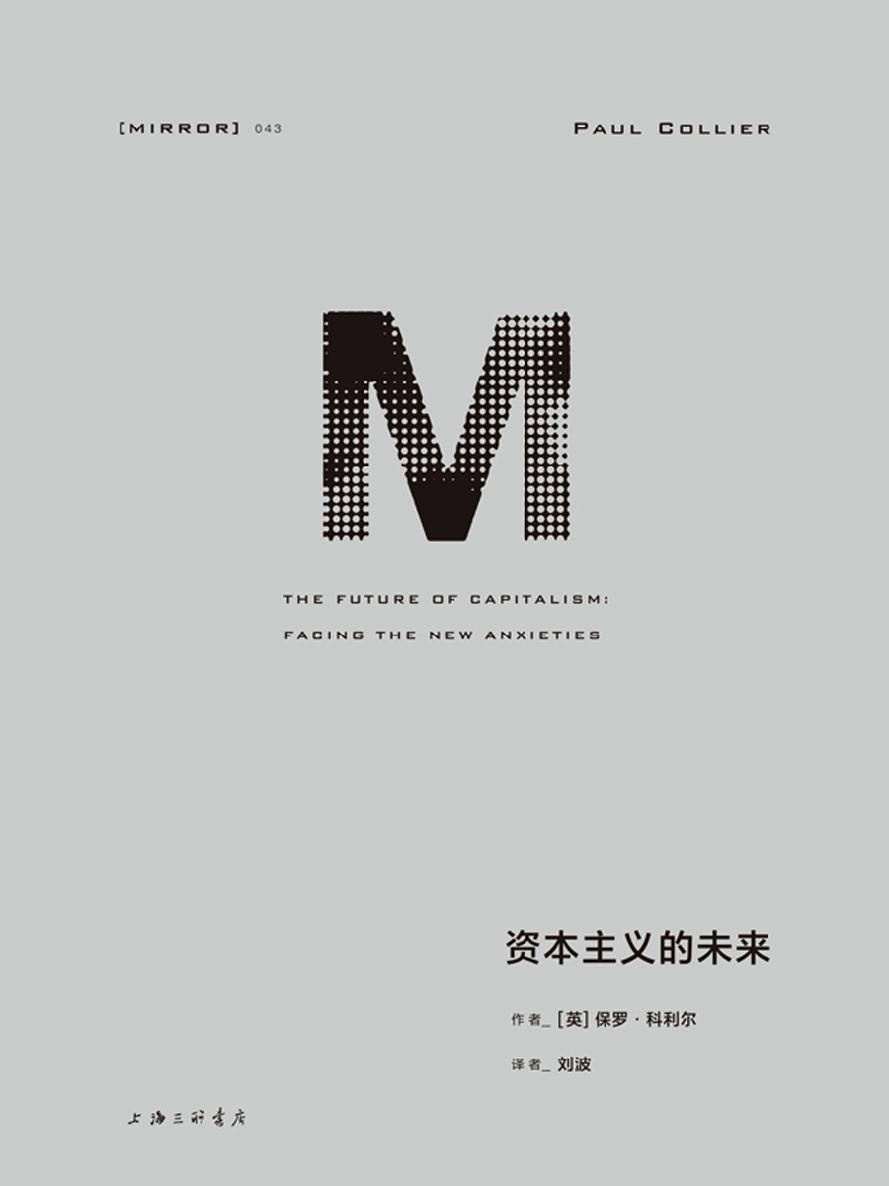 [MIRROR] 043
PAUL COLLIER
M
THE FUTURE OF CAPITALISM:
FACING THE NEW ANXIETIES
资本主义的未来
作者_ [英] 保罗·科利尔
译者_ 刘波
上海三联书店